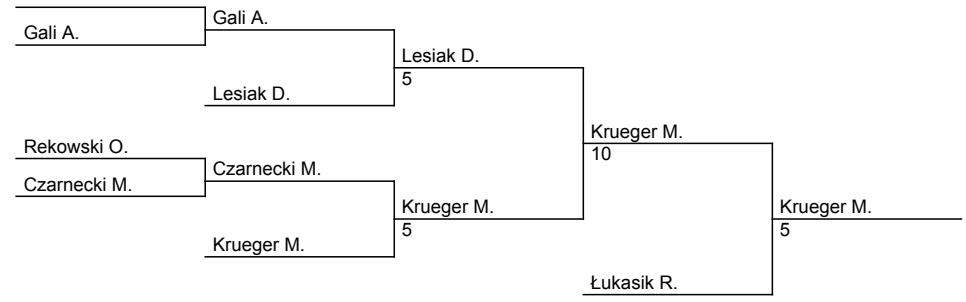 Gali A.
Gali A.
Lesiak D.
5
Lesiak D.
Krueger M.
10
Rekowski O.
Czarnecki M.
Czarnecki M.
Krueger M.
5
Krueger M.
5
Krueger M.
Łukasik R.